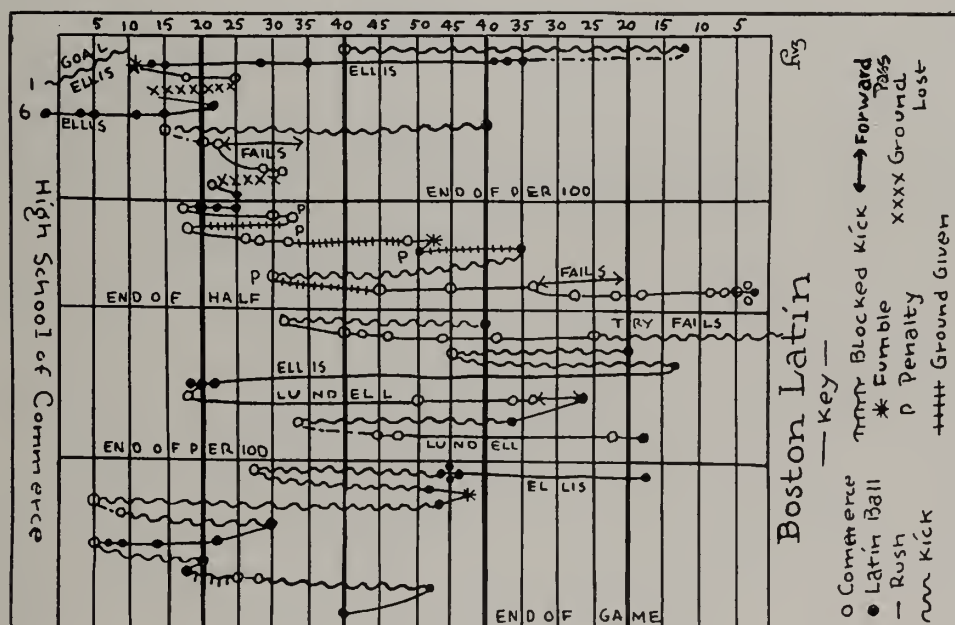 5 10 15 20 25 30 35 40 45 50 45 40 35 30 25 20 15 10 5
GOAL
1
ELLIS
ELLIS
6
ELLIS
FAILS
END OF PERIOD
P
P
P
P
FAILS
END OF HALF
TRY FAILS
ELLIS
LUNDELL
END OF PERIOD
LUNDELL
ELLIS
END OF GAME
High School of Commerce
Boston Latin
— Key —
O Commerce
● Latin Ball
— Rush
Kick
Blocked Kick
* Fumble
P Penalty
Ground Given
Forward Pass
xxxx Ground Lost